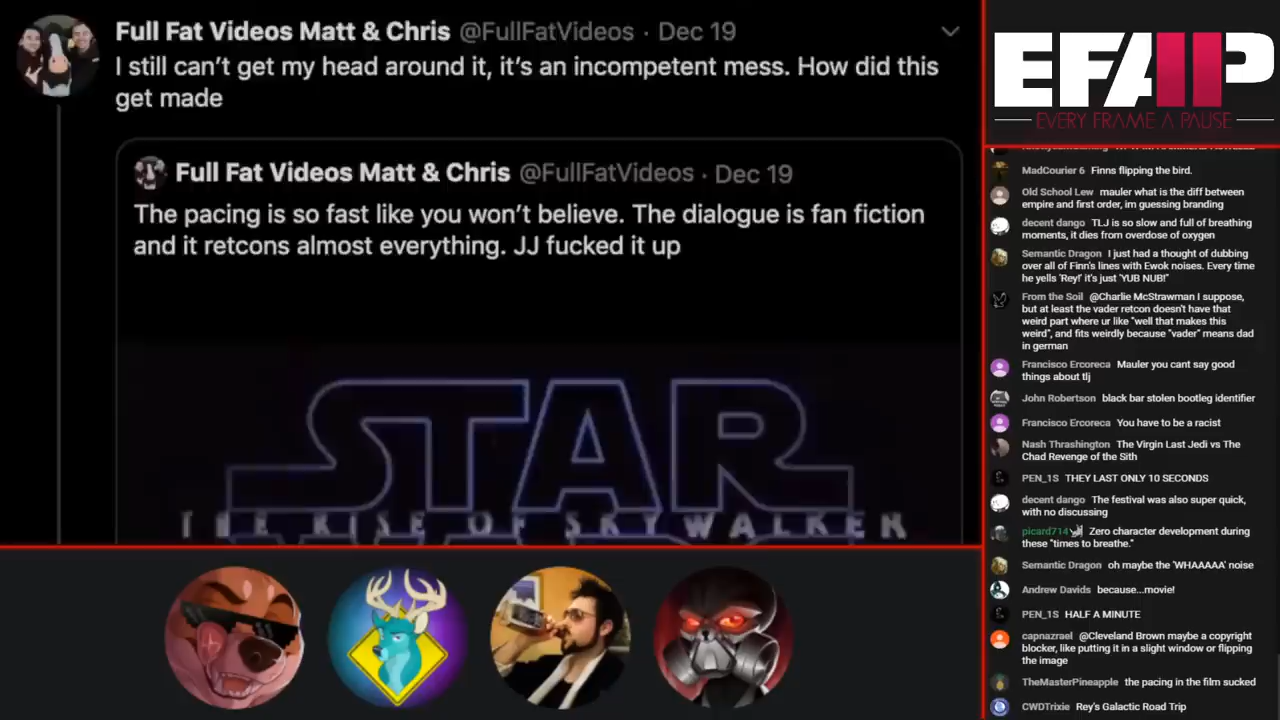 Full Fat Videos Matt & Chris @FullFatVideos · Dec 19
I still can’t get my head around it, it’s an incompetent mess. How did this
get made
Full Fat Videos Matt & Chris @FullFatVideos · Dec 19
The pacing is so fast like you won’t believe. The dialogue is fan fiction
and it retcons almost everything. JJ fucked it up
STAR
THE RISE OF SKYWALKER
EFAP
EVERY FRAME A PAUSE
MadCourier 6 Finns flipping the bird.
Old School Lew mauler what is the diff between
empire and first order, im guessing branding
decent dango TLJ is so slow and full of breathing
moments, it dies from overdose of oxygen
Semantic Dragon I just had a thought of dubbing
over all of Finn's lines with Ewok noises. Every time
he yells 'Rey!' it's just "YUB NUB!"
From the Soil @Charlie McStrawman I suppose,
but at least the vader retcon doesn't have that
weird part where ur like "well that makes this
weird", and fits weirdly because "vader" means dad
in german
Francisco Ercoreca Mauler you cant say good
things about tlj
John Robertson black bar stolen bootleg identifier
Francisco Ercoreca You have to be a racist
Nash Thrashington The Virgin Last Jedi vs The
Chad Revenge of the Sith
PEN_1S THEY LAST ONLY 10 SECONDS
decent dango The festival was also super quick,
with no discussing
picard714 Zero character development during
these "times to breathe."
Semantic Dragon oh maybe the 'WHAAAAA' noise
Andrew Davids because...movie!
PEN_1S HALF A MINUTE
capnazrael @Cleveland Brown maybe a copyright
blocker, like putting it in a slight window or flipping
the image
TheMasterPineapple the pacing in the film sucked
CWDTrixie Rey's Galactic Road Trip